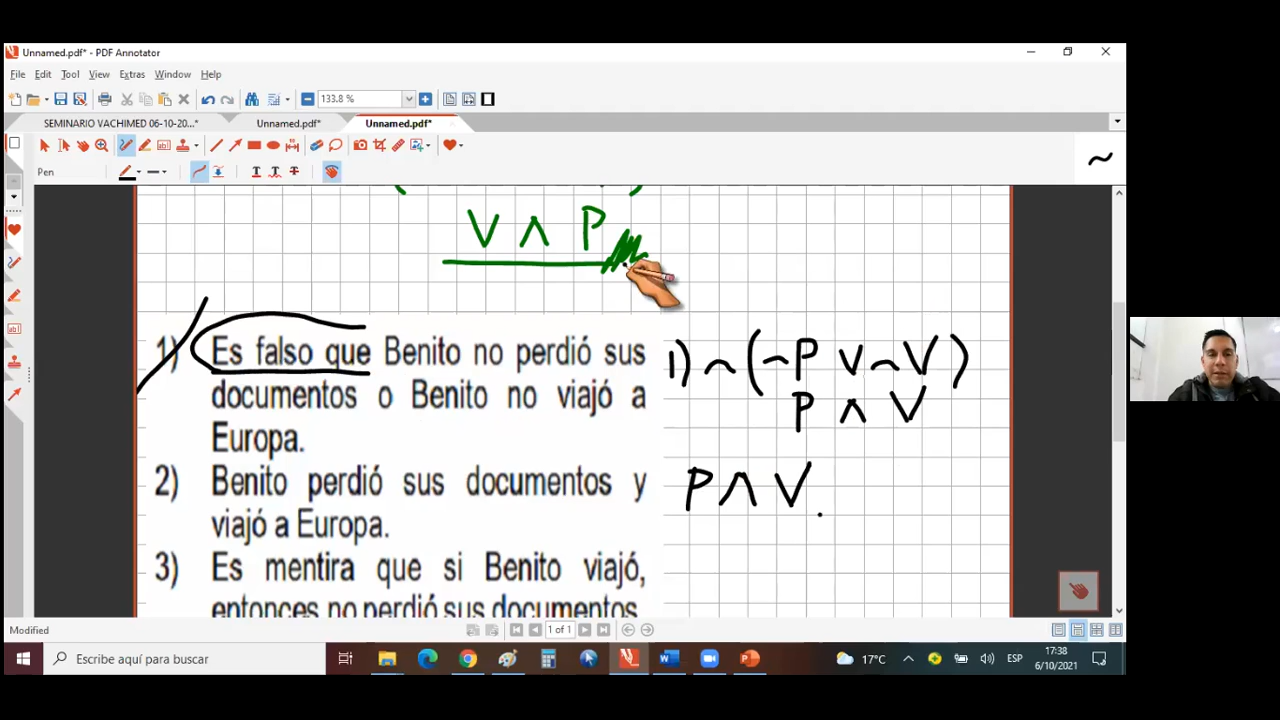 Unnamed.pdf* - PDF Annotator
File Edit Tool View Extras Window Help
133.8 %
SEMINARIO VACHIMED 06-10-20...* Unnamed.pdf* Unnamed.pdf*
Pen
V ∧ P
1) Es falso que Benito no perdió sus
documentos o Benito no viajó a
Europa.
2) Benito perdió sus documentos y
viajó a Europa.
3) Es mentira que si Benito viajó,
entonces no perdió sus documentos
1) ~(~P V ~V)
P ∧ V
P ∧ V.
Modified
1 of 1
Escribe aquí para buscar
17°C
ESP
17:38
6/10/2021